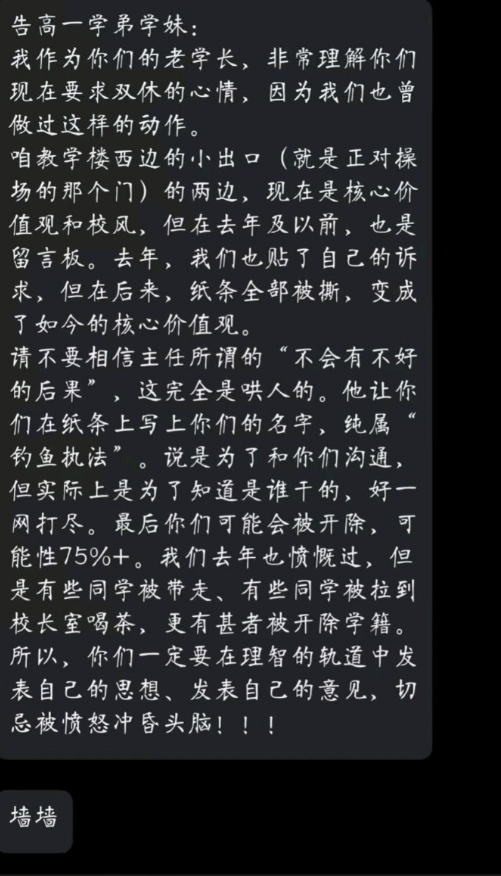 告高一学弟学妹：
我作为你们的老学长，非常理解你们
现在要求双休的心情，因为我们也曾
做过这样的动作。
咱教学楼西边的小出口（就是正对操
场的那个门）的两边，现在是核心价
值观和校风，但在去年及以前，也是
留言板。去年，我们也贴了自己的诉
求，但在后来，纸条全部被撕，变成
了如今的核心价值观。
请不要相信主任所谓的“不会有不好
的后果”，这完全是哄人的。他让你
们在纸条上写上你们的名字，纯属“
钓鱼执法”。说是为了和你们沟通，
但实际上是为了知道是谁干的，好一
网打尽。最后你们可能会被开除，可
能性75%+。我们去年也愤慨过，但
是有些同学被带走、有些同学被拉到
校长室喝茶，更有甚者被开除学籍。
所以，你们一定要在理智的轨道中发
表自己的思想、发表自己的意见，切
忌被愤怒冲昏头脑！！！
墙墙